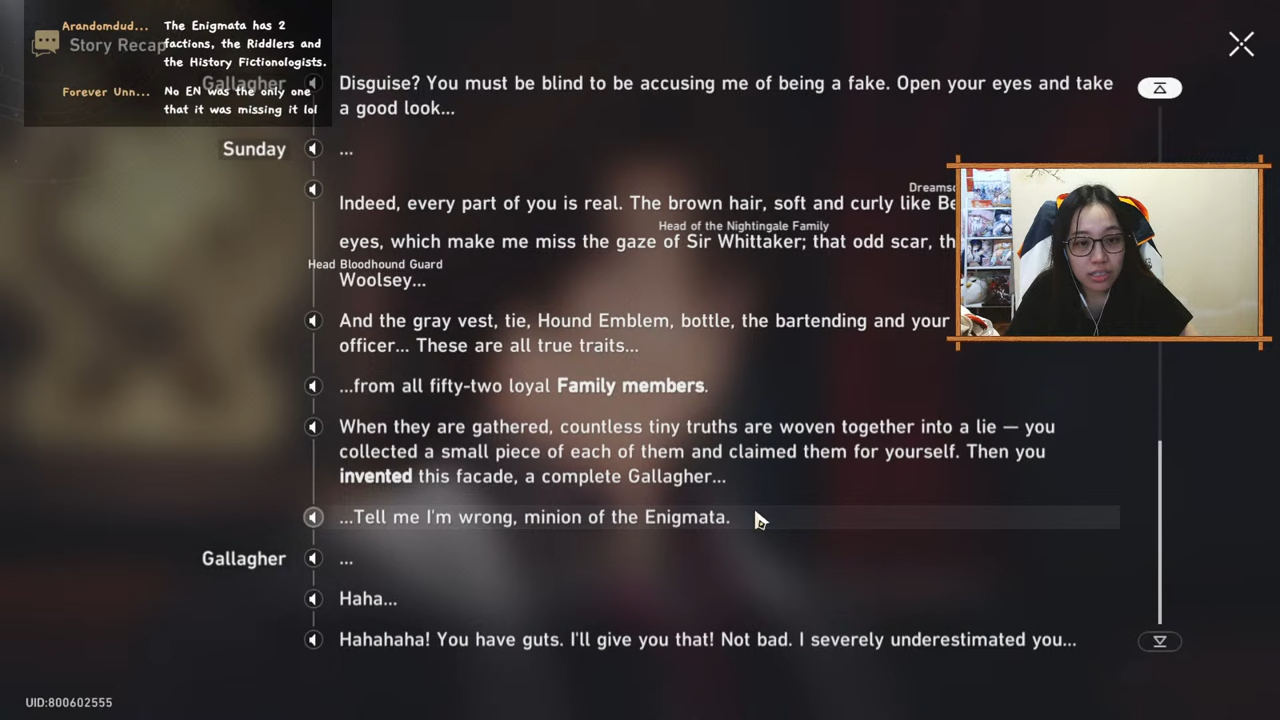 Arandomdud... The Enigmata has 2
factions, the Riddlers and
the History Fictionologists.
Forever Unn... No EN was the only one
that it was missing it lol
Story Recap
Gallagher
Disguise? You must be blind to be accusing me of being a fake. Open your eyes and take
a good look...
Sunday
...
Indeed, every part of you is real. The brown hair, soft and curly like
Head of the Nightingale Family
eyes, which make me miss the gaze of Sir Whittaker; that odd scar,
Head Bloodhound Guard
Woolsey...
And the gray vest, tie, Hound Emblem, bottle, the bartending and your
officer... These are all true traits...
...from all fifty-two loyal Family members.
When they are gathered, countless tiny truths are woven together into a lie — you
collected a small piece of each of them and claimed them for yourself. Then you
invented this facade, a complete Gallagher...
...Tell me I'm wrong, minion of the Enigmata.
Gallagher
...
Haha...
Hahahaha! You have guts. I'll give you that! Not bad. I severely underestimated you...
UID:800602555